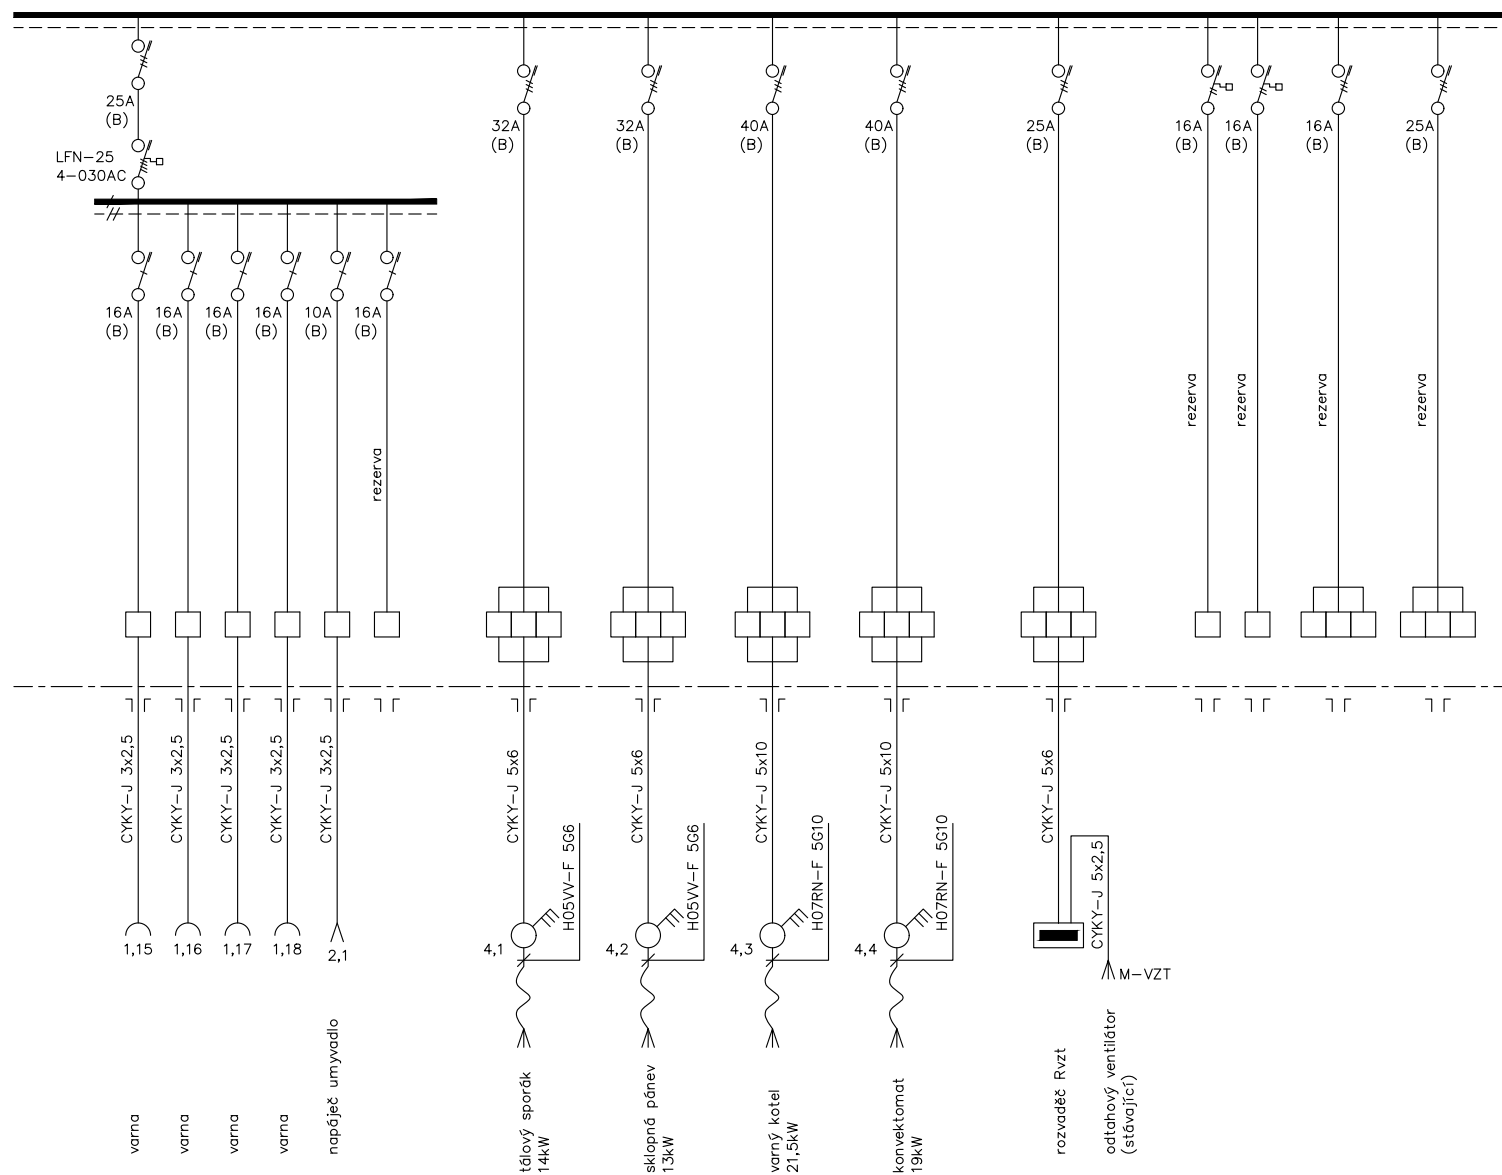 25A
(B)
LFN-25
4-030AC
16A
(B)
16A
(B)
16A
(B)
16A
(B)
10A
(B)
16A
(B)
32A
(B)
32A
(B)
40A
(B)
40A
(B)
25A
(B)
16A
(B)
16A
(B)
16A
(B)
25A
(B)
rezerva
rezerva
rezerva
rezerva
rezerva
CYKY-J 3x2,5
CYKY-J 3x2,5
CYKY-J 3x2,5
CYKY-J 3x2,5
CYKY-J 3x2,5
CYKY-J 5x6
CYKY-J 5x6
CYKY-J 5x10
CYKY-J 5x10
CYKY-J 5x6
H05VV-F 5G6
H05VV-F 5G6
H07RN-F 5G10
H07RN-F 5G10
CYKY-J 5x2,5
1,15
1,16
1,17
1,18
2,1
4,1
4,2
4,3
4,4
M-VZT
varna
varna
varna
varna
napáječ umyvadlo
tálový sporák
14kW
sklopná pánev
13kW
varný kotel
21,5kW
konvektomat
19kW
rozvaděč Rvzt
odtahový ventilátor
(stávající)